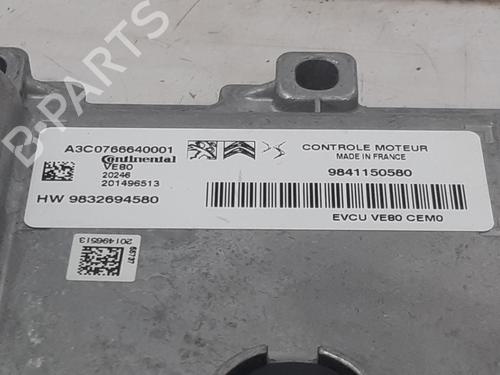 B-PARTS
A3C0766640001
Continental
VE80
20246
201496513
HW 9832694580
CONTROLE MOTEUR
MADE IN FRANCE
9841150580
EVCU VE80 CEM0
201496513